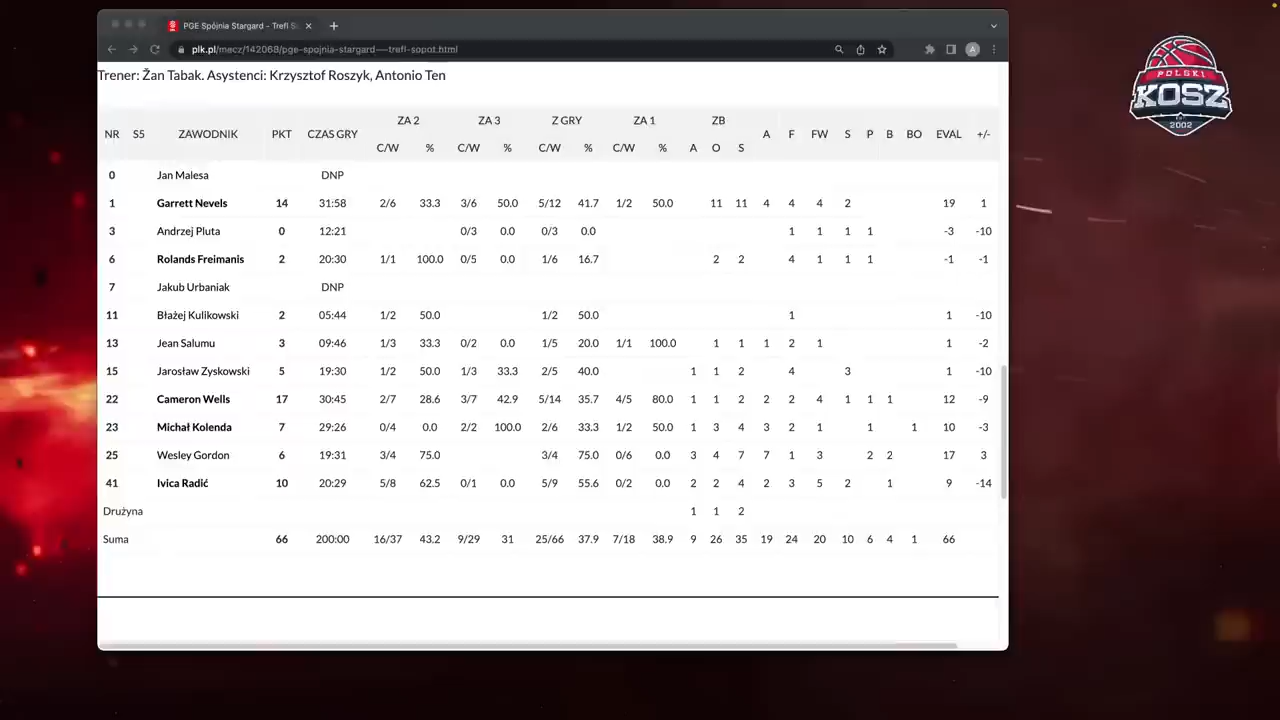 PGE Spójnia Stargard - Trefl S
plk.pl/mecz/142068/pge-spojnia-stargard----trefl-sopot.html
A
POLSKI
KOSZ
EST.
2002
Trener: Žan Tabak. Asystenci: Krzysztof Roszyk, Antonio Ten
ZA 2 ZA 3 Z GRY ZA 1 ZB
NR S5 ZAWODNIK PKT CZAS GRY A F FW S P B BO EVAL +/-
C/W % C/W % C/W % C/W % A O S
0 Jan Malesa DNP
1 Garrett Nevels 14 31:58 2/6 33.3 3/6 50.0 5/12 41.7 1/2 50.0 11 11 4 4 4 2 19 1
3 Andrzej Pluta 0 12:21 0/3 0.0 0/3 0.0 1 1 1 1 -3 -10
6 Rolands Freimanis 2 20:30 1/1 100.0 0/5 0.0 1/6 16.7 2 2 4 1 1 1 -1 -1
7 Jakub Urbaniak DNP
11 Błażej Kulikowski 2 05:44 1/2 50.0 1/2 50.0 1 1 -10
13 Jean Salumu 3 09:46 1/3 33.3 0/2 0.0 1/5 20.0 1/1 100.0 1 1 1 2 1 1 -2
15 Jarosław Zyskowski 5 19:30 1/2 50.0 1/3 33.3 2/5 40.0 1 1 2 4 3 1 -10
22 Cameron Wells 17 30:45 2/7 28.6 3/7 42.9 5/14 35.7 4/5 80.0 1 1 2 2 2 4 1 1 1 12 -9
23 Michał Kolenda 7 29:26 0/4 0.0 2/2 100.0 2/6 33.3 1/2 50.0 1 3 4 3 2 1 1 1 10 -3
25 Wesley Gordon 6 19:31 3/4 75.0 3/4 75.0 0/6 0.0 3 4 7 7 1 3 2 2 17 3
41 Ivica Radić 10 20:29 5/8 62.5 0/1 0.0 5/9 55.6 0/2 0.0 2 2 4 2 3 5 2 1 9 -14
Drużyna 1 1 2
Suma 66 200:00 16/37 43.2 9/29 31 25/66 37.9 7/18 38.9 9 26 35 19 24 20 10 6 4 1 66